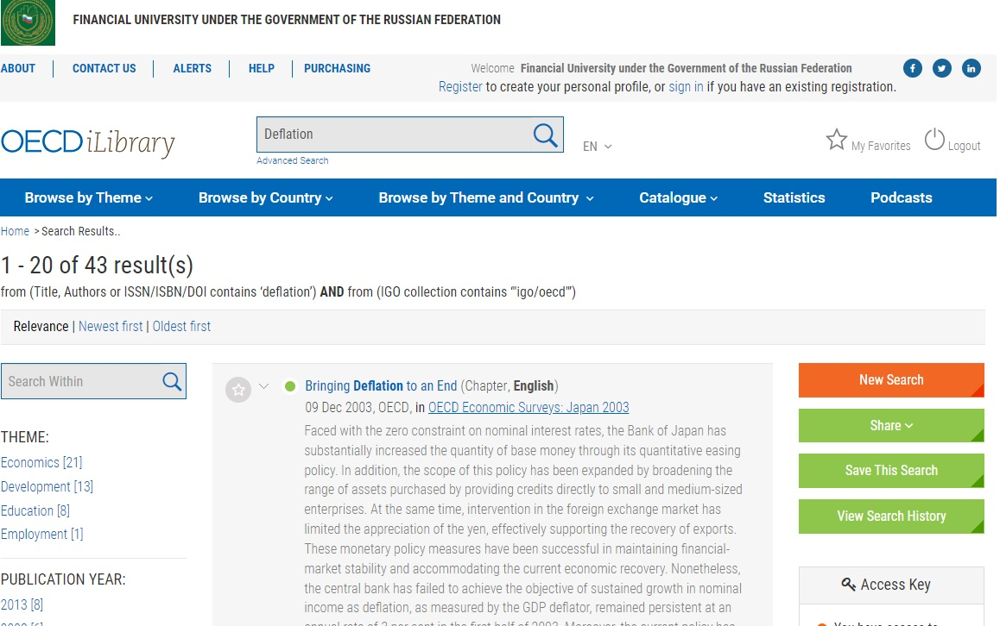 FINANCIAL UNIVERSITY UNDER THE GOVERNMENT OF THE RUSSIAN FEDERATION
ABOUT | CONTACT US | ALERTS | HELP | PURCHASING
Welcome Financial University under the Government of the Russian Federation
Register to create your personal profile, or sign in if you have an existing registration.
OECD iLibrary
Deflation
Advanced Search
EN
My Favorites
Logout
Browse by Theme
Browse by Country
Browse by Theme and Country
Catalogue
Statistics
Podcasts
Home > Search Results..
1 - 20 of 43 result(s)
from (Title, Authors or ISSN/ISBN/DOI contains ‘deflation’) AND from (IGO collection contains ‘"igo/oecd"’)
Relevance | Newest first | Oldest first
Search Within
THEME:
Economics [21]
Development [13]
Education [8]
Employment [1]
PUBLICATION YEAR:
2013 [8]
Bringing Deflation to an End (Chapter, English)
09 Dec 2003, OECD, in OECD Economic Surveys: Japan 2003
Faced with the zero constraint on nominal interest rates, the Bank of Japan has
substantially increased the quantity of base money through its quantitative easing
policy. In addition, the scope of this policy has been expanded by broadening the
range of assets purchased by providing credits directly to small and medium-sized
enterprises. At the same time, intervention in the foreign exchange market has
limited the appreciation of the yen, effectively supporting the recovery of exports.
These monetary policy measures have been successful in maintaining financial-
market stability and accommodating the current economic recovery. Nonetheless,
the central bank has failed to achieve the objective of sustained growth in nominal
income as deflation, as measured by the GDP deflator, remained persistent at an
New Search
Share
Save This Search
View Search History
Access Key
You have access to